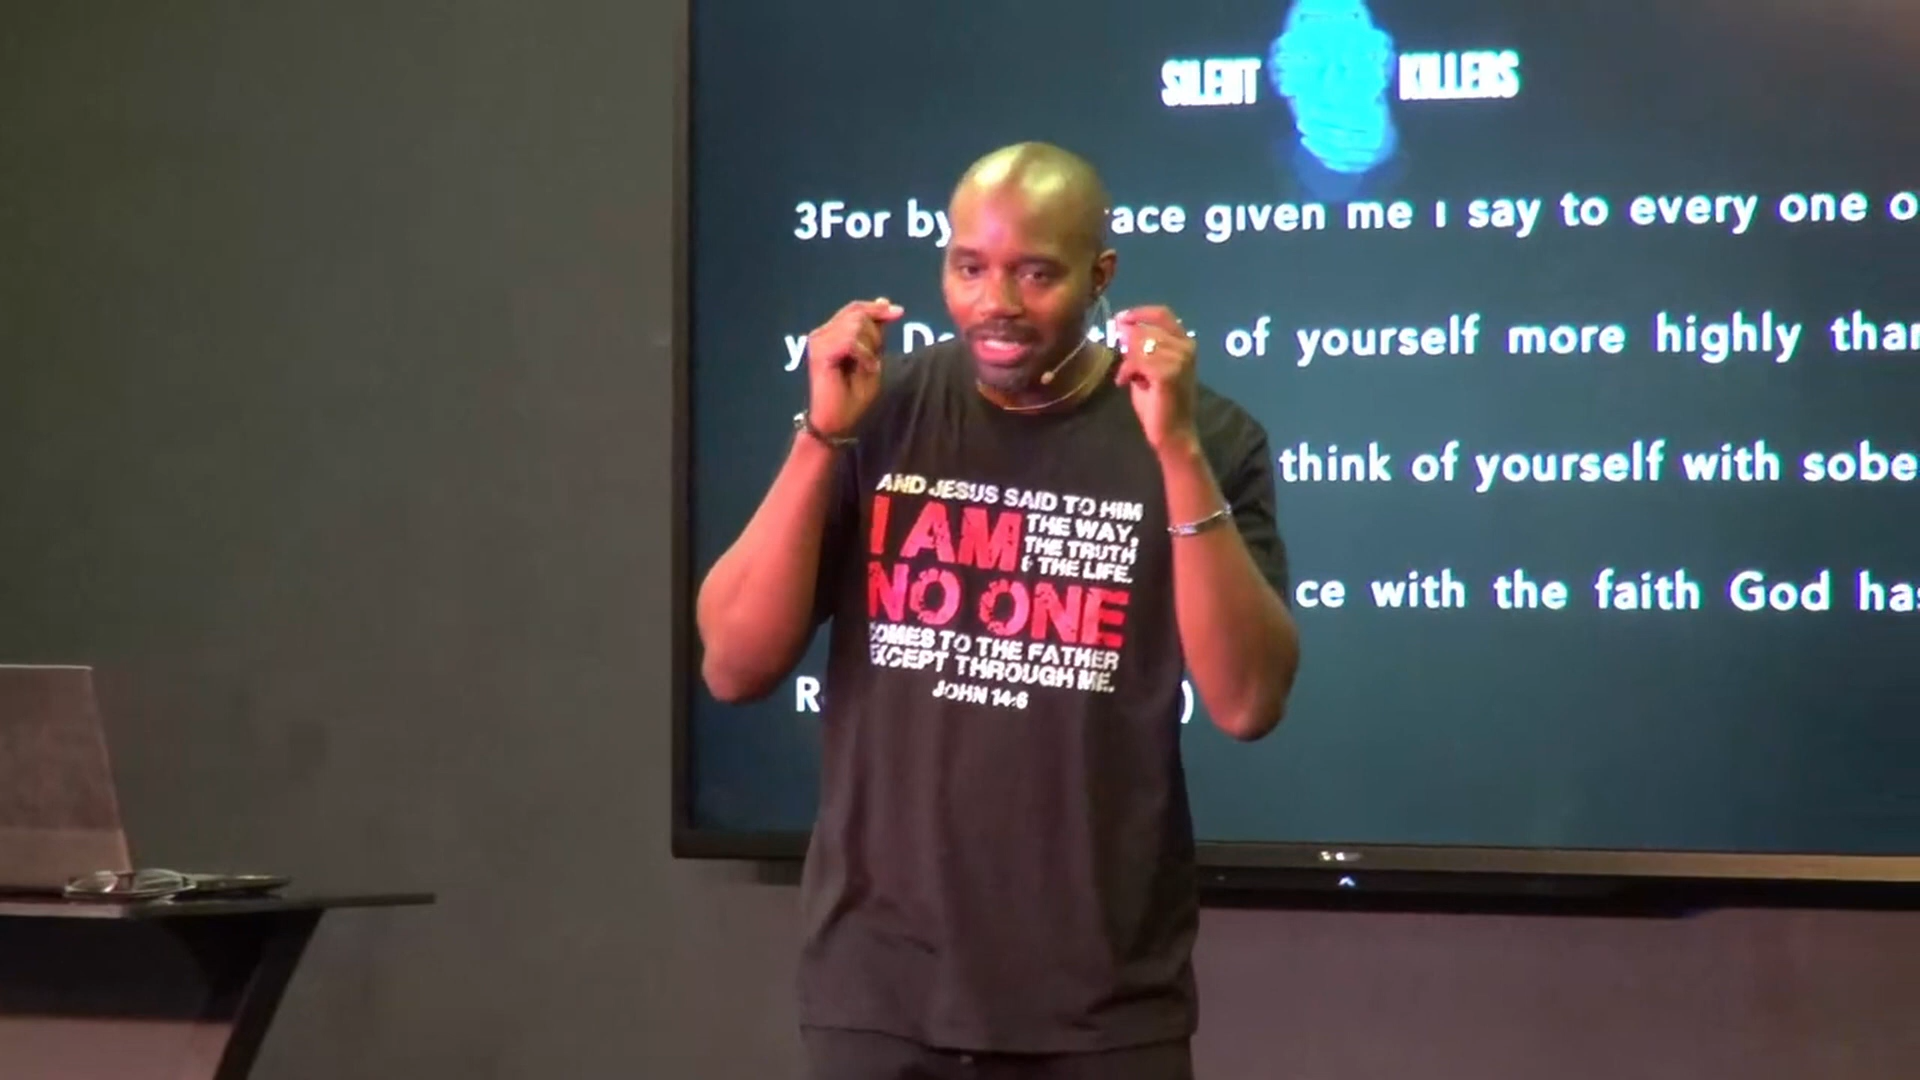 SILENT KILLERS
3For by ace given me I say to every one o
of yourself more highly than
think of yourself with sobe
ce with the faith God has
AND JESUS SAID TO HIM
I AM THE WAY,
THE TRUTH
& THE LIFE.
NO ONE
COMES TO THE FATHER
EXCEPT THROUGH ME.
JOHN 14:6